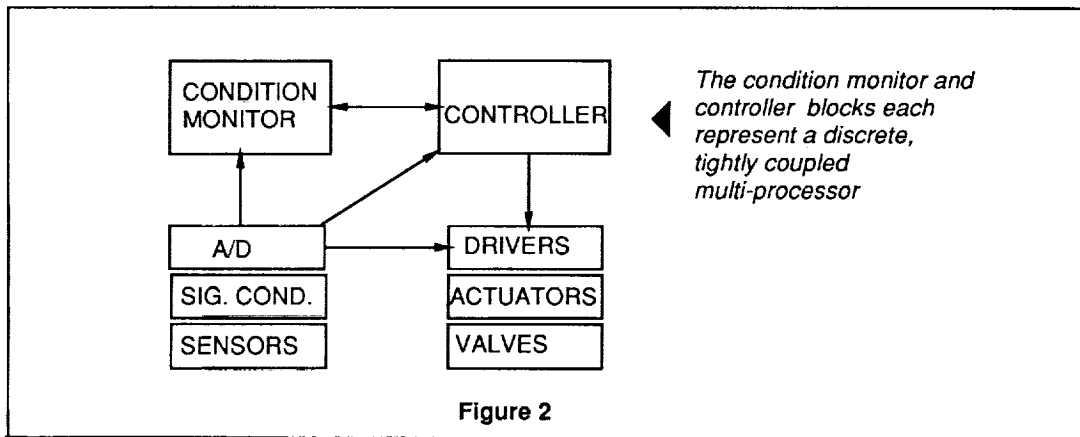 CONDITION
MONITOR
CONTROLLER
The condition monitor and
controller blocks each
represent a discrete,
tightly coupled
multi-processor
A/D
DRIVERS
SIG. COND.
ACTUATORS
SENSORS
VALVES
Figure 2